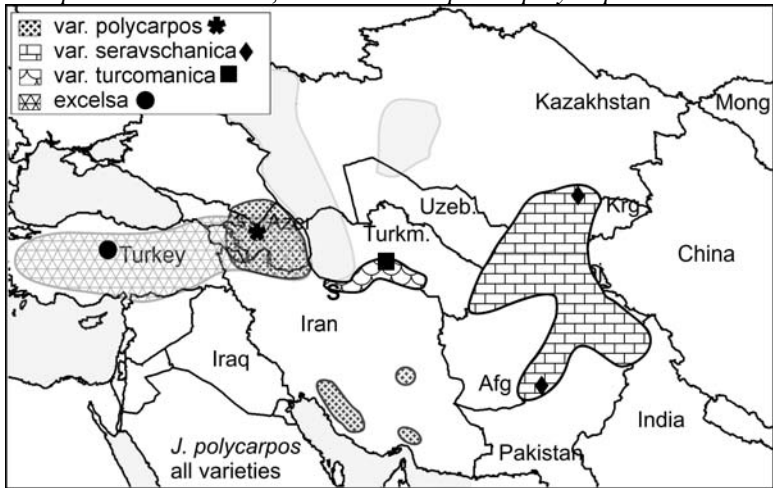 var. polycarpos
var. seravschanica
var. turcomanica
excelsa
Kazakhstan
Mong
Uzeb.
Krg
Azer
Turkey
Turkm.
China
S
Iran
Iraq
Afg
India
J. polycarpos
all varieties
Pakistan